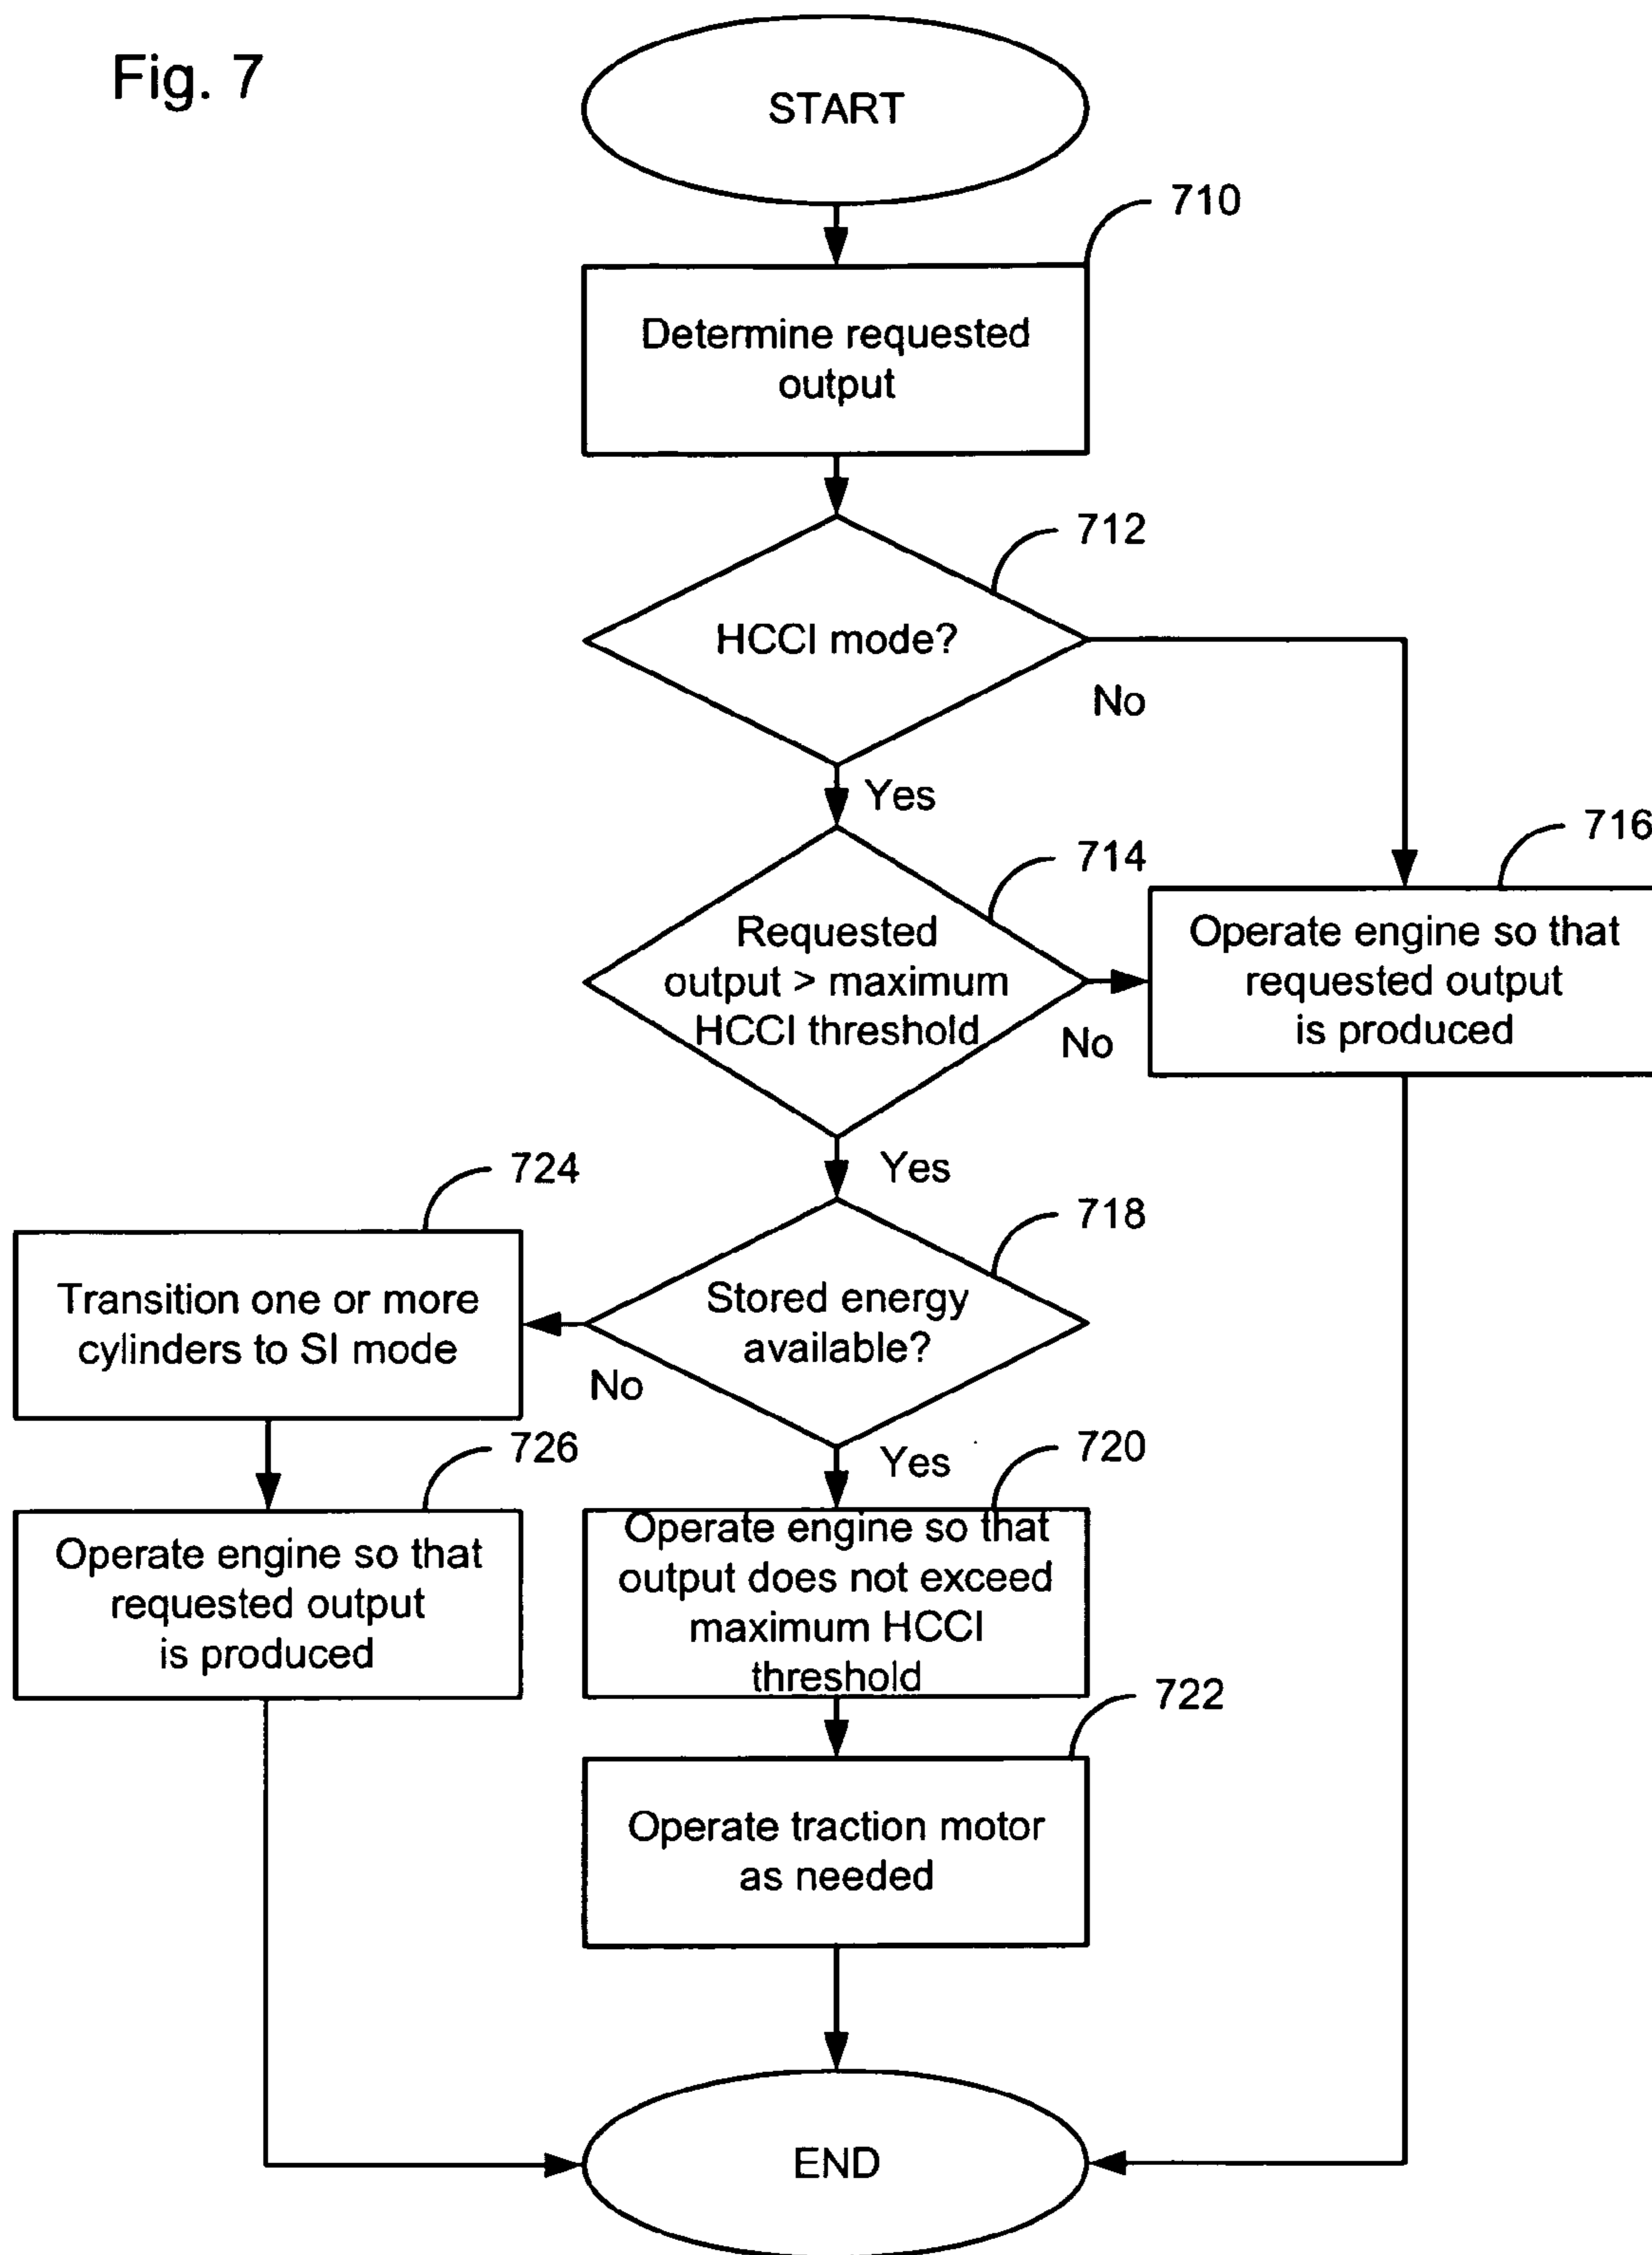 Fig. 7
START
710
Determine requested
output
712
HCCI mode?
No
Yes
714
Requested
output > maximum
HCCI threshold
No
716
Operate engine so that
requested output
is produced
Yes
718
Stored energy
available?
No
724
Transition one or more
cylinders to SI mode
726
Operate engine so that
requested output
is produced
Yes
720
Operate engine so that
output does not exceed
maximum HCCI
threshold
722
Operate traction motor
as needed
END